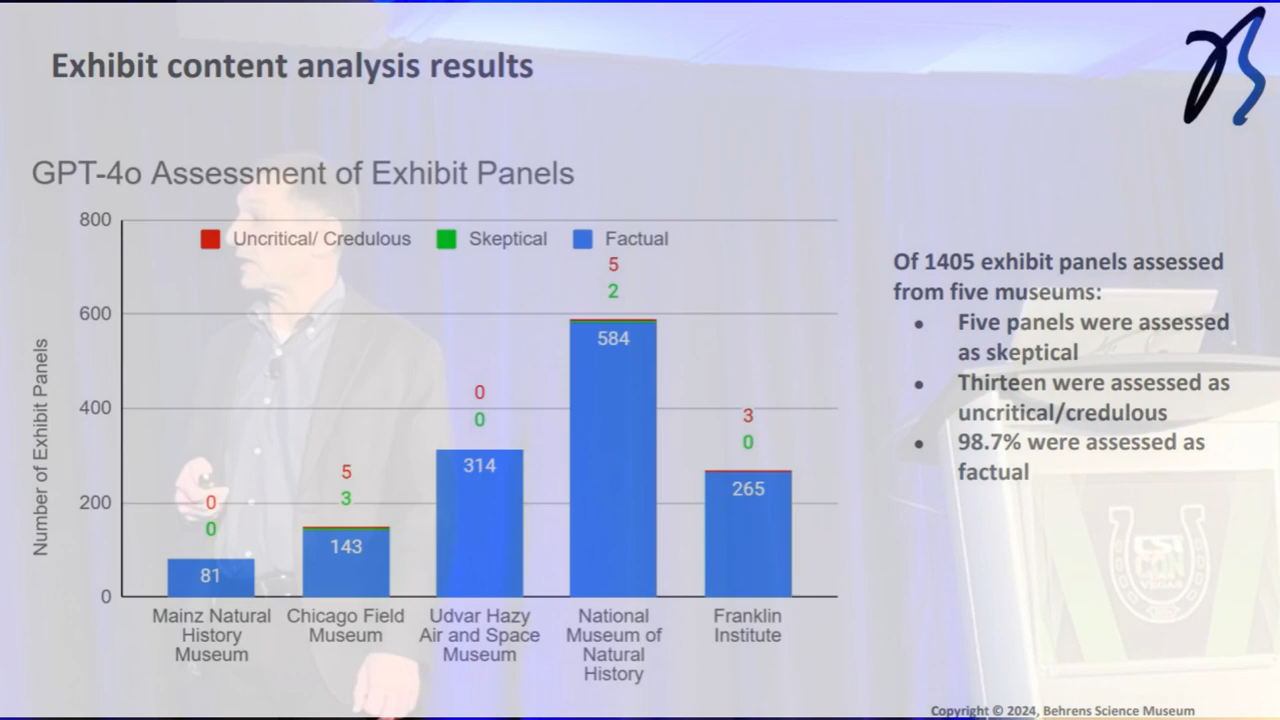 Exhibit content analysis results
GPT-4o Assessment of Exhibit Panels
800
600
400
200
0
Number of Exhibit Panels
Uncritical/ Credulous
Skeptical
Factual
0
0
81
5
3
143
0
0
314
5
2
584
3
0
265
Mainz Natural
History
Museum
Chicago Field
Museum
Udvar Hazy
Air and Space
Museum
National
Museum of
Natural
History
Franklin
Institute
Of 1405 exhibit panels assessed
from five museums:
● Five panels were assessed
as skeptical
● Thirteen were assessed as
uncritical/credulous
● 98.7% were assessed as
factual
CSI
CON
VEGAS
Copyright © 2024, Behrens Science Museum